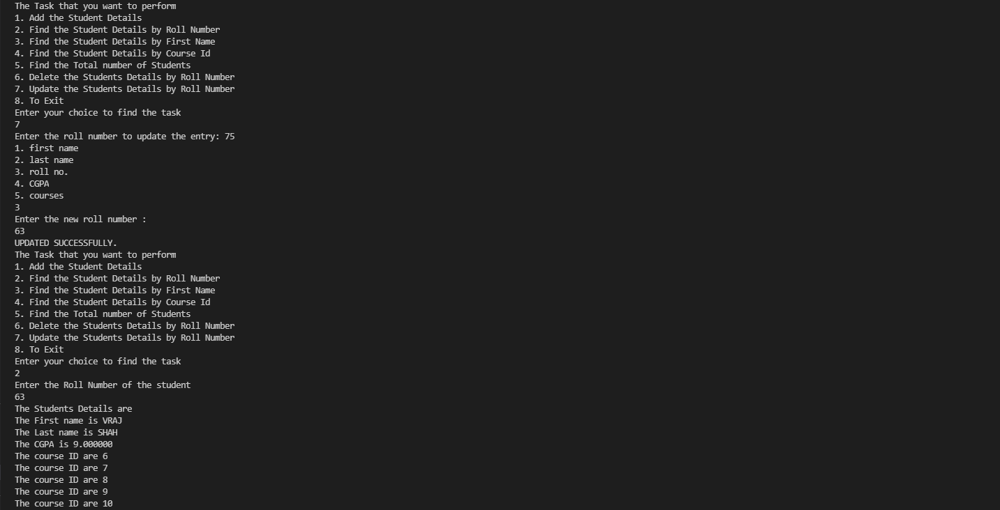 The Task that you want to perform
1. Add the Student Details
2. Find the Student Details by Roll Number
3. Find the Student Details by First Name
4. Find the Student Details by Course Id
5. Find the Total number of Students
6. Delete the Students Details by Roll Number
7. Update the Students Details by Roll Number
8. To Exit
Enter your choice to find the task
7
Enter the roll number to update the entry: 75
1. first name
2. last name
3. roll no.
4. CGPA
5. courses
3
Enter the new roll number :
63
UPDATED SUCCESSFULLY.
The Task that you want to perform
1. Add the Student Details
2. Find the Student Details by Roll Number
3. Find the Student Details by First Name
4. Find the Student Details by Course Id
5. Find the Total number of Students
6. Delete the Students Details by Roll Number
7. Update the Students Details by Roll Number
8. To Exit
Enter your choice to find the task
2
Enter the Roll Number of the student
63
The Students Details are
The First name is VRAJ
The Last name is SHAH
The CGPA is 9.000000
The course ID are 6
The course ID are 7
The course ID are 8
The course ID are 9
The course ID are 10